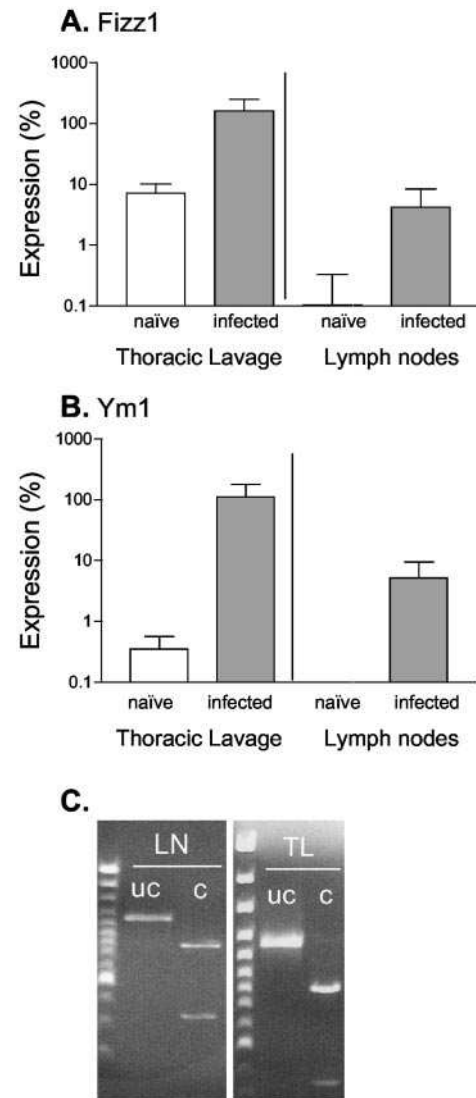 A. Fizz1
Expression (%)
1000
100
10
1
0.1
naïve infected naïve infected
Thoracic Lavage Lymph nodes
B. Ym1
Expression (%)
1000
100
10
1
0.1
naïve infected naïve infected
Thoracic Lavage Lymph nodes
C.
LN TL
uc c uc c